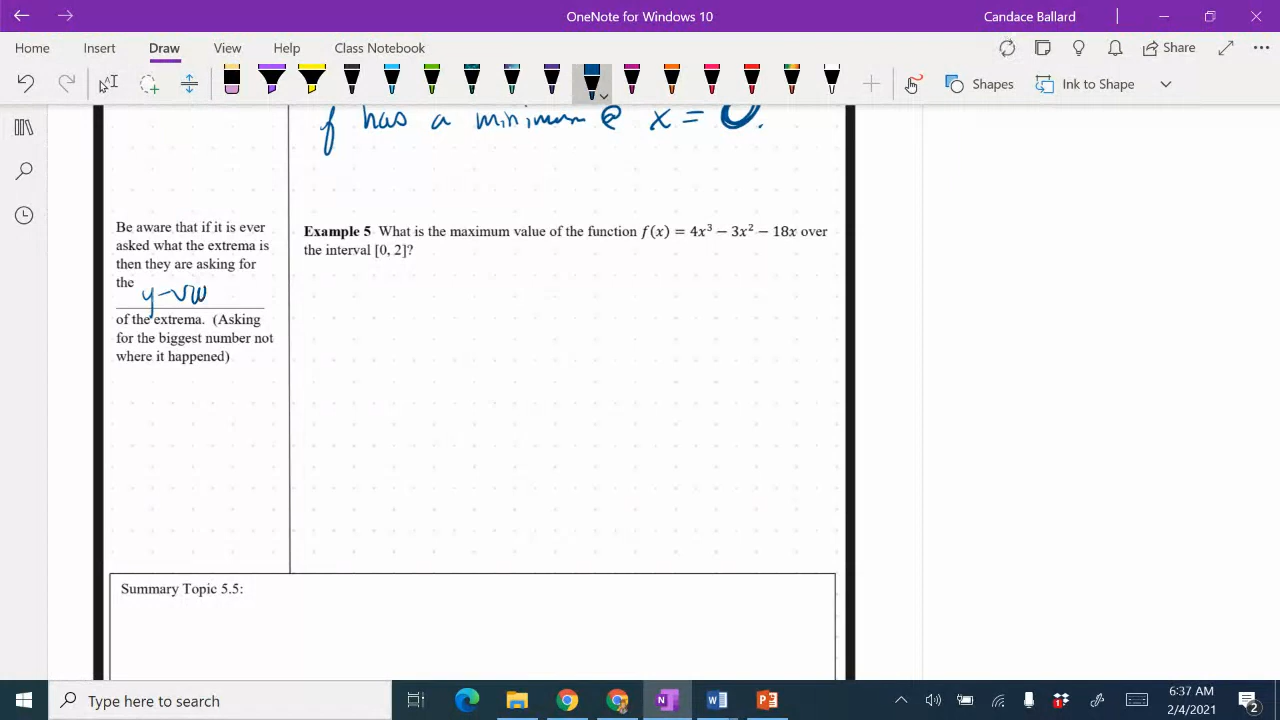 OneNote for Windows 10
Candace Ballard
Home Insert Draw View Help Class Notebook
Share
Shapes Ink to Shape
f has a minimum @ x = 0.
Be aware that if it is ever
asked what the extrema is
then they are asking for
the
y-
of the extrema. (Asking
for the biggest number not
where it happened)
Example 5 What is the maximum value of the function f(x) = 4x³ − 3x² − 18x over
the interval [0, 2]?
Summary Topic 5.5:
Type here to search
6:37 AM
2/4/2021
2